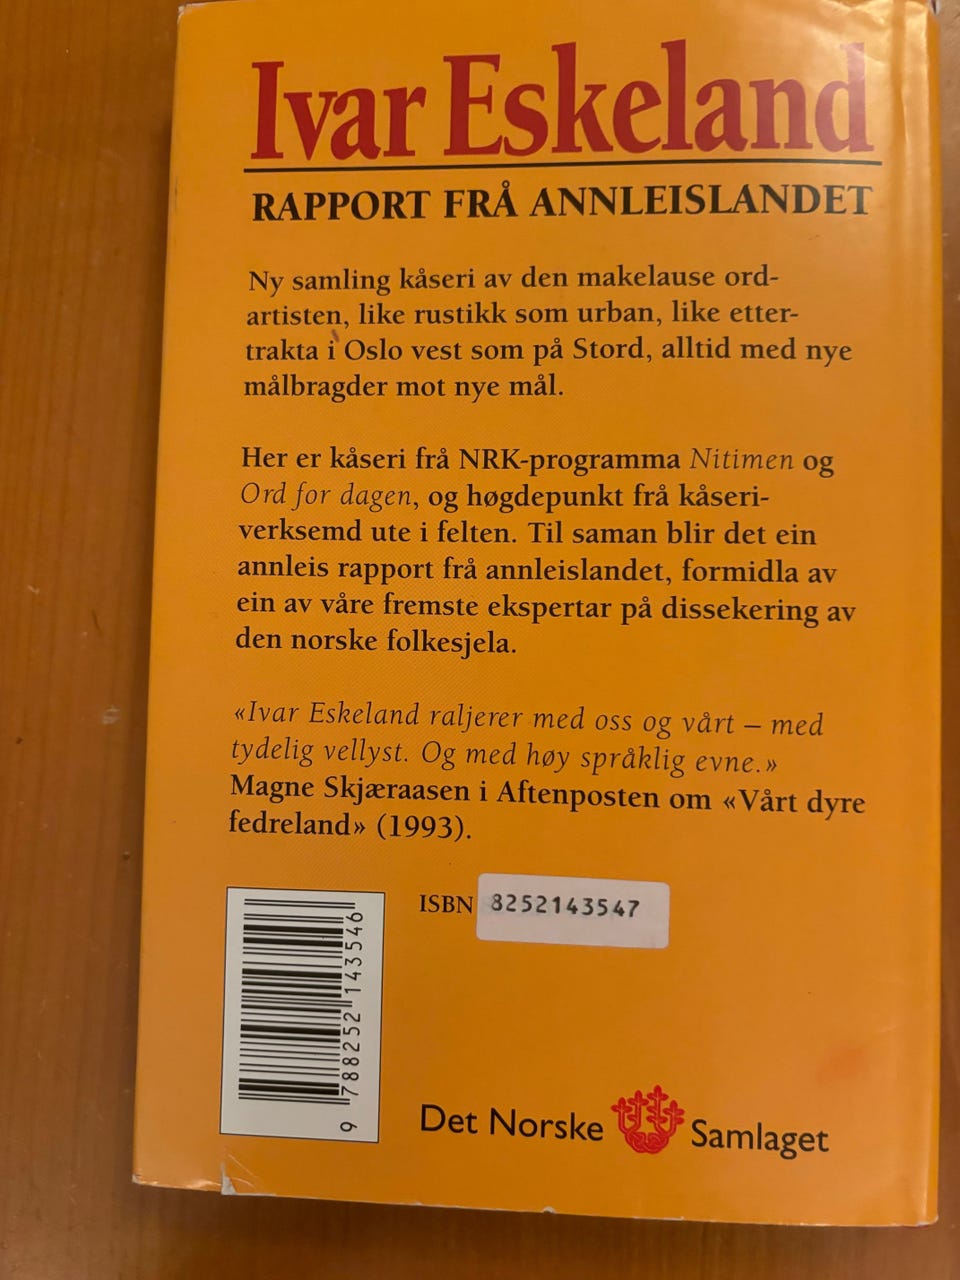 Ivar Eskeland
RAPPORT FRÅ ANNLEISLANDET
Ny samling kåseri av den makelause ord-
artisten, like rustikk som urban, like etter-
trakta i Oslo vest som på Stord, alltid med nye
målbragder mot nye mål.
Her er kåseri frå NRK-programma Nitimen og
Ord for dagen, og høgdepunkt frå kåseri-
verksemd ute i felten. Til saman blir det ein
annleis rapport frå annleislandet, formidla av
ein av våre fremste ekspertar på dissekering av
den norske folkesjela.
«Ivar Eskeland raljerer med oss og vårt – med
tydelig vellyst. Og med høy språklig evne.»
Magne Skjæraasen i Aftenposten om «Vårt dyre
fedreland» (1993).
ISBN 8252143547
9 788252 143546
Det Norske Samlaget